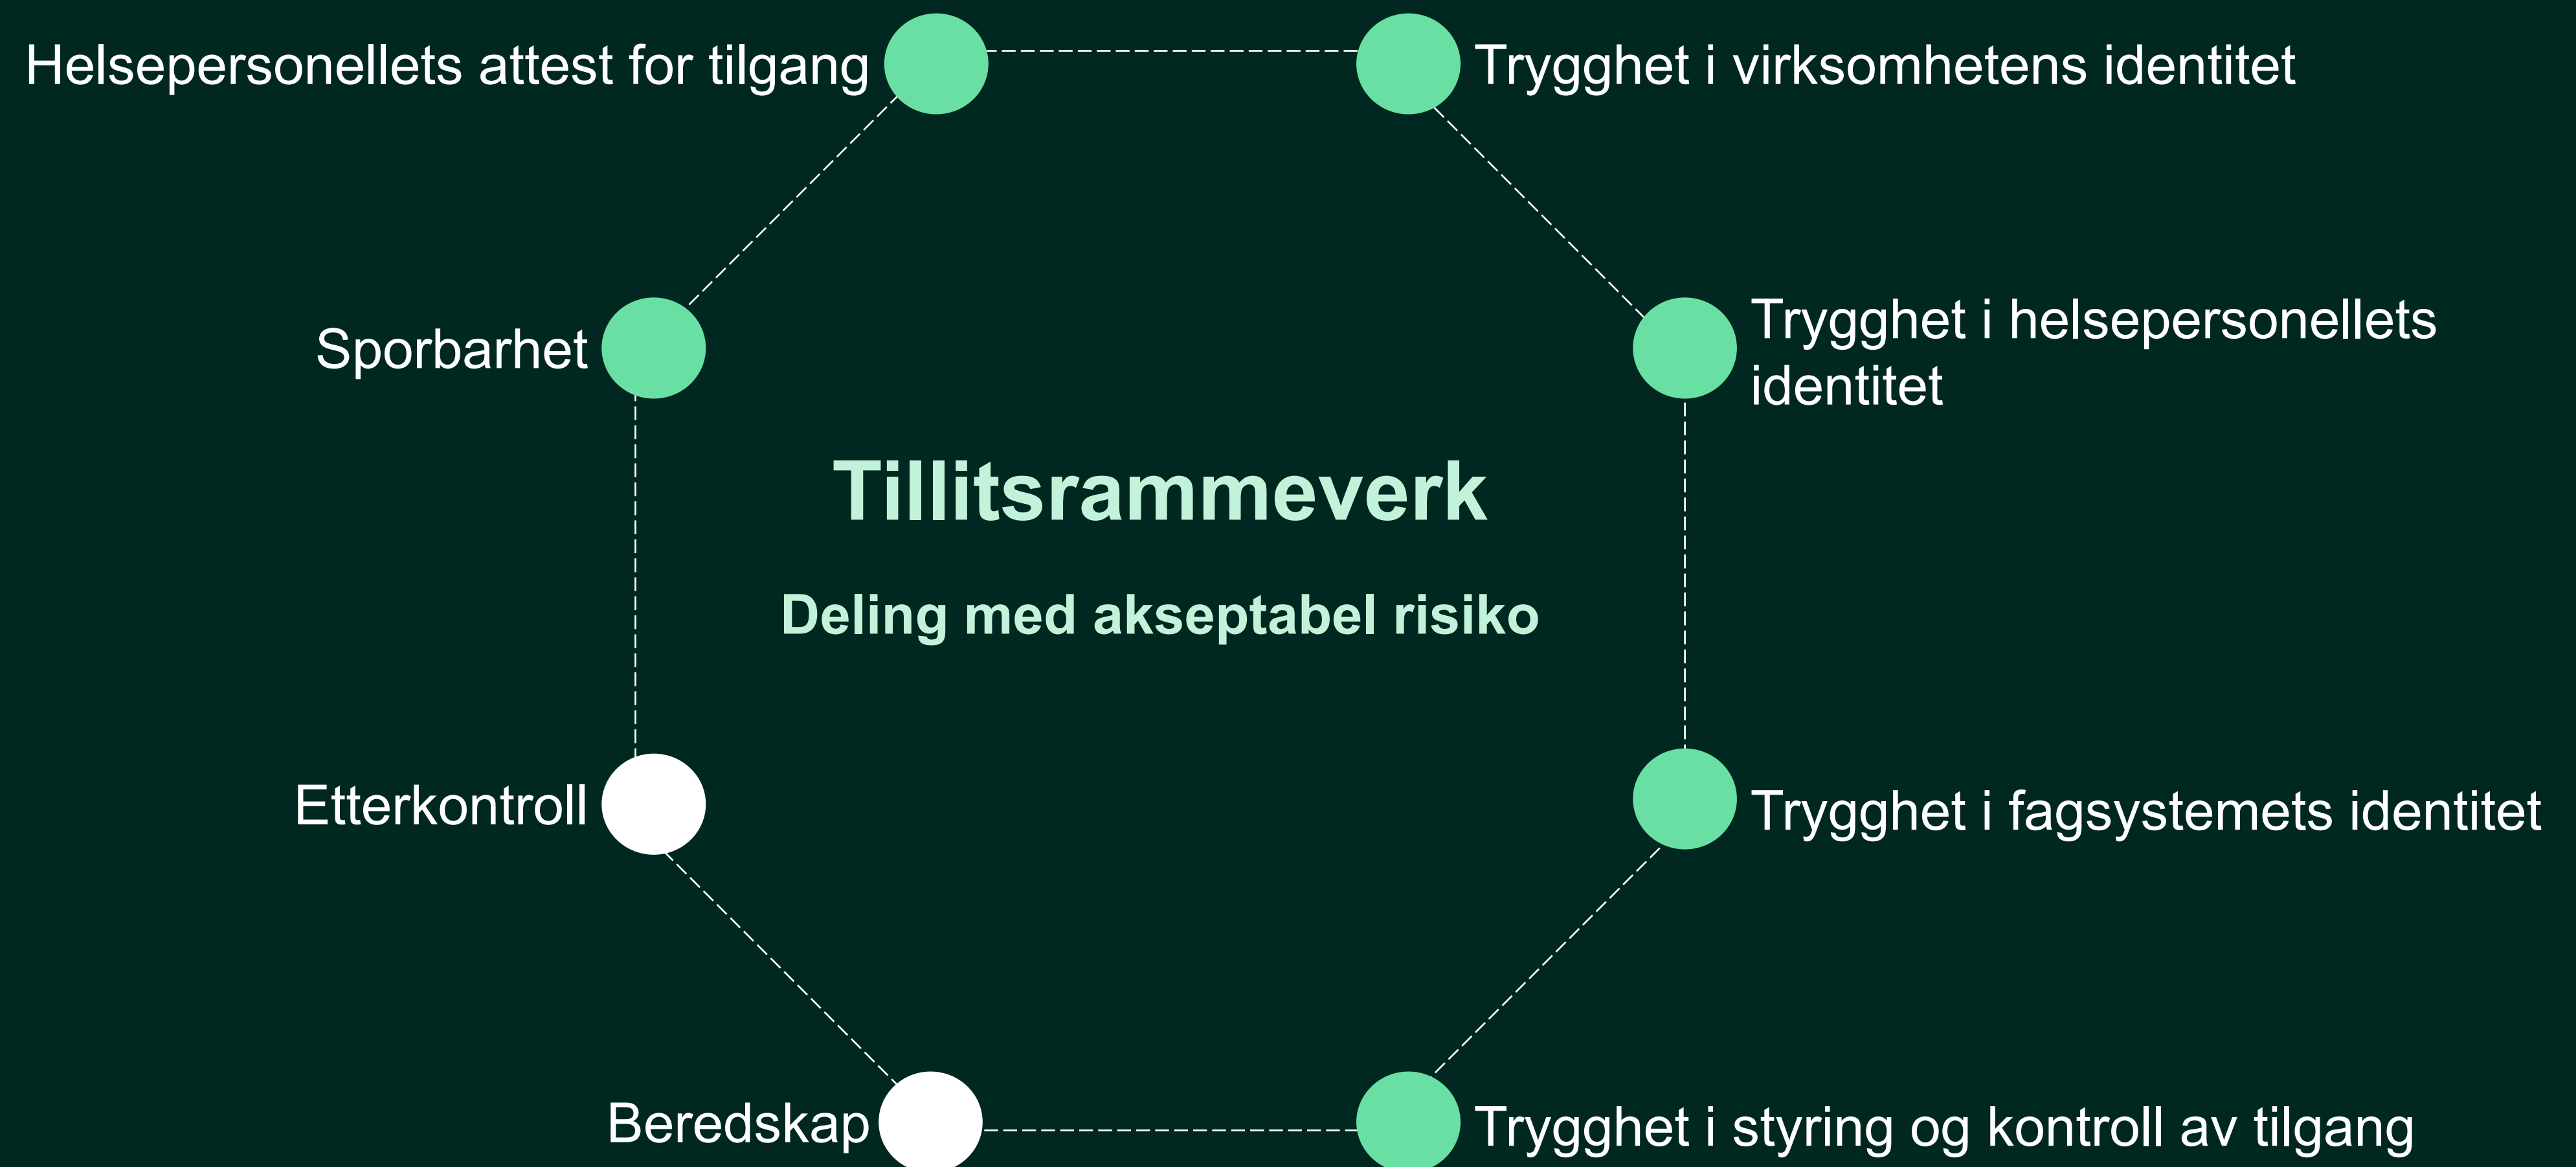 Helsepersonellets attest for tilgang
Trygghet i virksomhetens identitet
Sporbarhet
Trygghet i helsepersonellets
identitet
Tillitsrammeverk
Deling med akseptabel risiko
Etterkontroll
Trygghet i fagsystemets identitet
Beredskap
Trygghet i styring og kontroll av tilgang